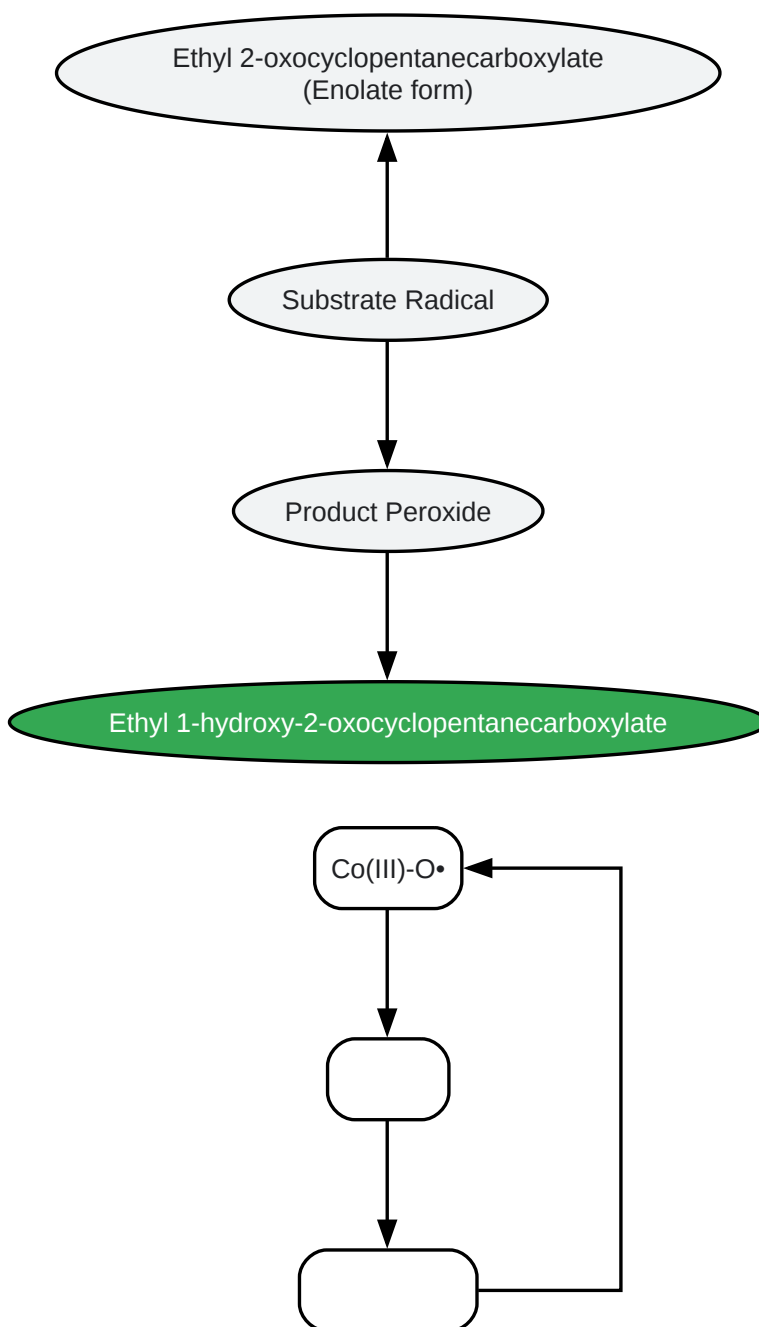 Ethyl 2-oxocyclopentanecarboxylate
(Enolate form)
Substrate Radical
Product Peroxide
Ethyl 1-hydroxy-2-oxocyclopentanecarboxylate
Co(III)-O•